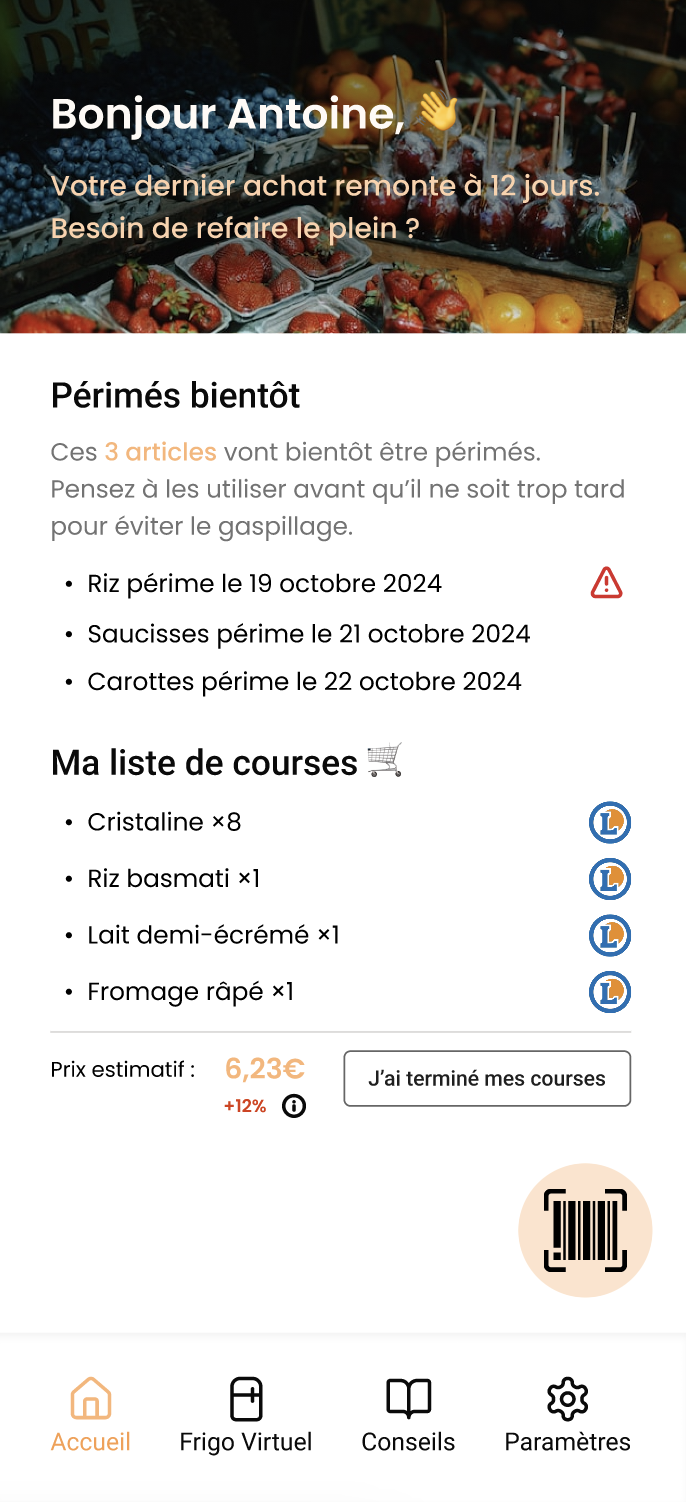 Bonjour Antoine, 👋
Votre dernier achat remonte à 12 jours.
Besoin de refaire le plein ?
Périmés bientôt
Ces 3 articles vont bientôt être périmés.
Pensez à les utiliser avant qu’il ne soit trop tard
pour éviter le gaspillage.
• Riz périme le 19 octobre 2024
• Saucisses périme le 21 octobre 2024
• Carottes périme le 22 octobre 2024
Ma liste de courses 🛒
• Cristaline ×8
L
• Riz basmati ×1
L
• Lait demi-écrémé ×1
L
• Fromage râpé ×1
L
Prix estimatif : 6,23€
+12%
J’ai terminé mes courses
Accueil
Frigo Virtuel
Conseils
Paramètres